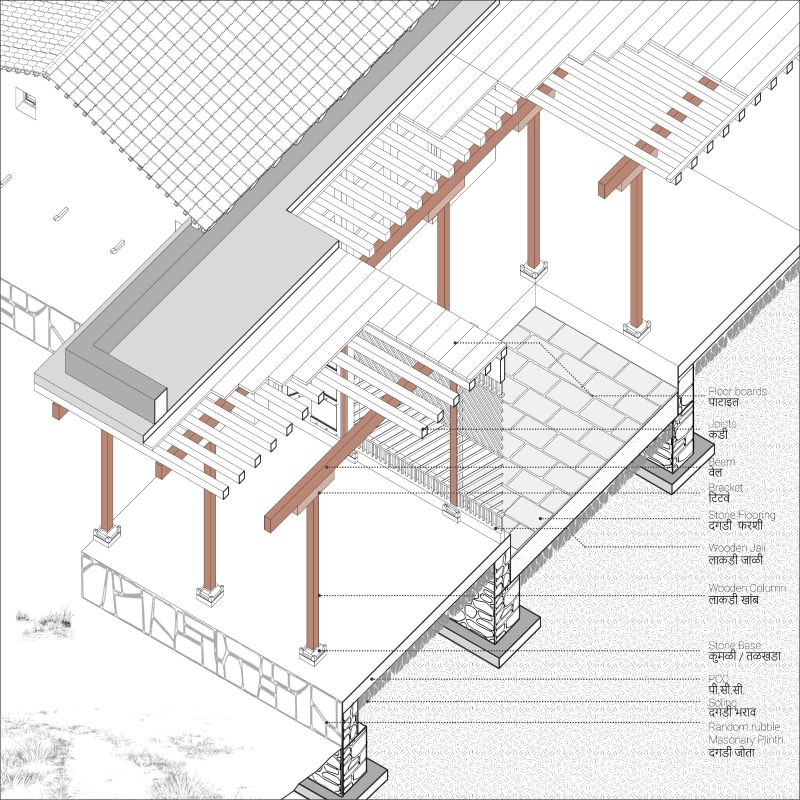 Floor boards
पाटाइल
Joists
कडी
Beam
वेल
Bracket
टिटवं
Stone Flooring
दगडी फरशी
Wooden Jali
लाकडी जाळी
Wooden Column
लाकडी खांब
Stone Base
कुमळी / तळखडा
PCC
पी.सी.सी.
Soling
दगडी भराव
Random rubble
Masonary Plinth
दगडी जोता